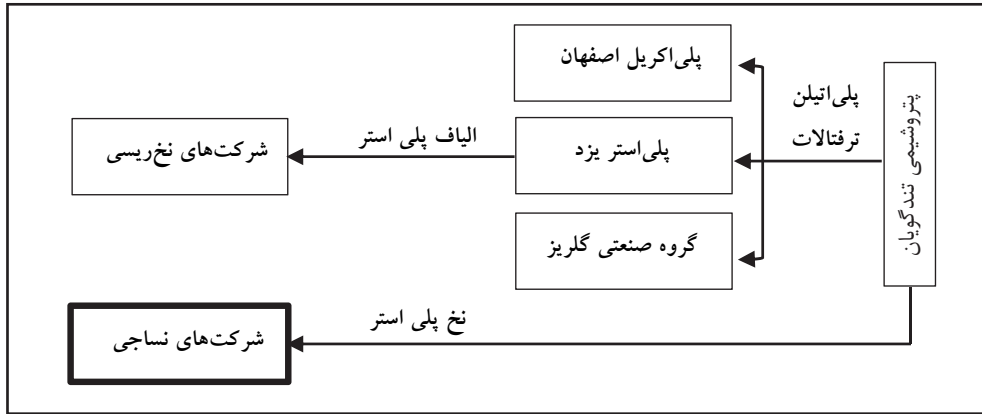 پتروشیمی تندگویان
پلی‌اتیلن
ترفتالات
پلی‌اکریل اصفهان
پلی‌استر یزد
گروه صنعتی گلریز
الیاف پلی استر
شرکت‌های نخ‌ریسی
نخ پلی استر
شرکت‌های نساجی